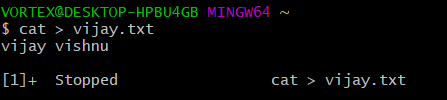 VORTEX@DESKTOP-HPBU4GB MINGW64 ~
$ cat > vijay.txt
vijay vishnu
[1]+  Stopped                 cat > vijay.txt